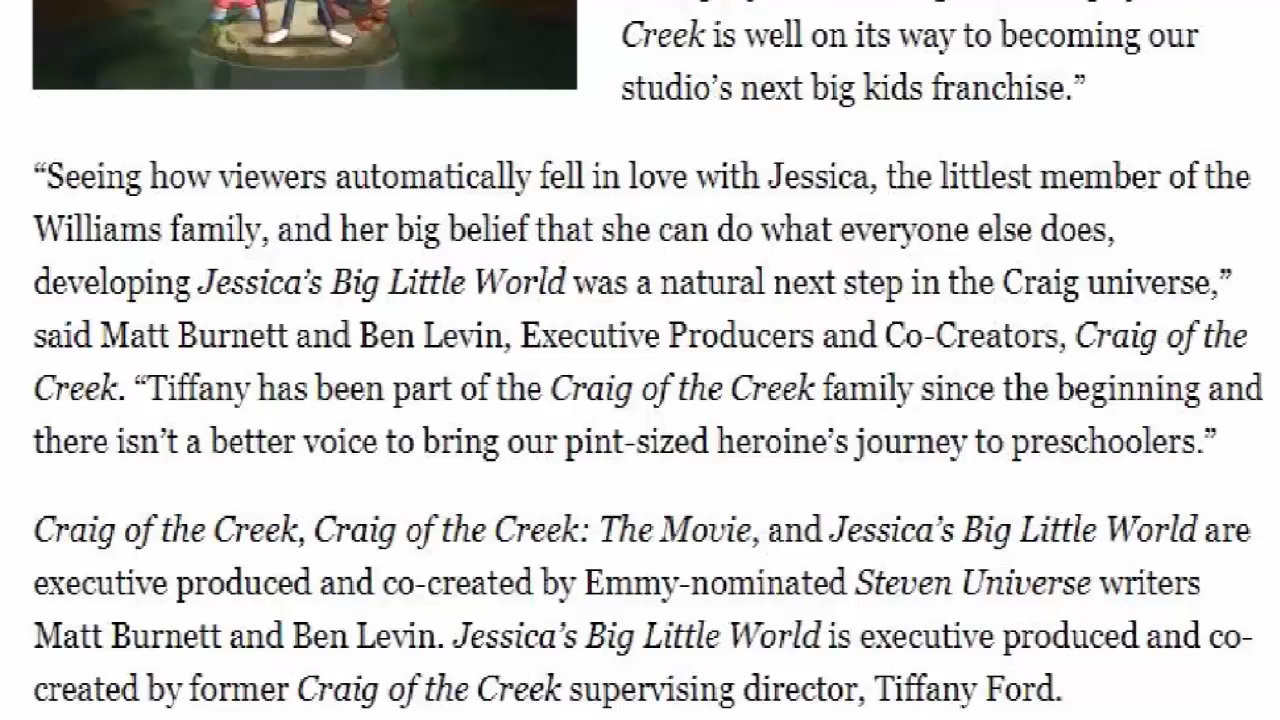 Creek is well on its way to becoming our
studio’s next big kids franchise.”
“Seeing how viewers automatically fell in love with Jessica, the littlest member of the
Williams family, and her big belief that she can do what everyone else does,
developing Jessica’s Big Little World was a natural next step in the Craig universe,”
said Matt Burnett and Ben Levin, Executive Producers and Co-Creators, Craig of the
Creek. “Tiffany has been part of the Craig of the Creek family since the beginning and
there isn’t a better voice to bring our pint-sized heroine’s journey to preschoolers.”
Craig of the Creek, Craig of the Creek: The Movie, and Jessica’s Big Little World are
executive produced and co-created by Emmy-nominated Steven Universe writers
Matt Burnett and Ben Levin. Jessica’s Big Little World is executive produced and co-
created by former Craig of the Creek supervising director, Tiffany Ford.